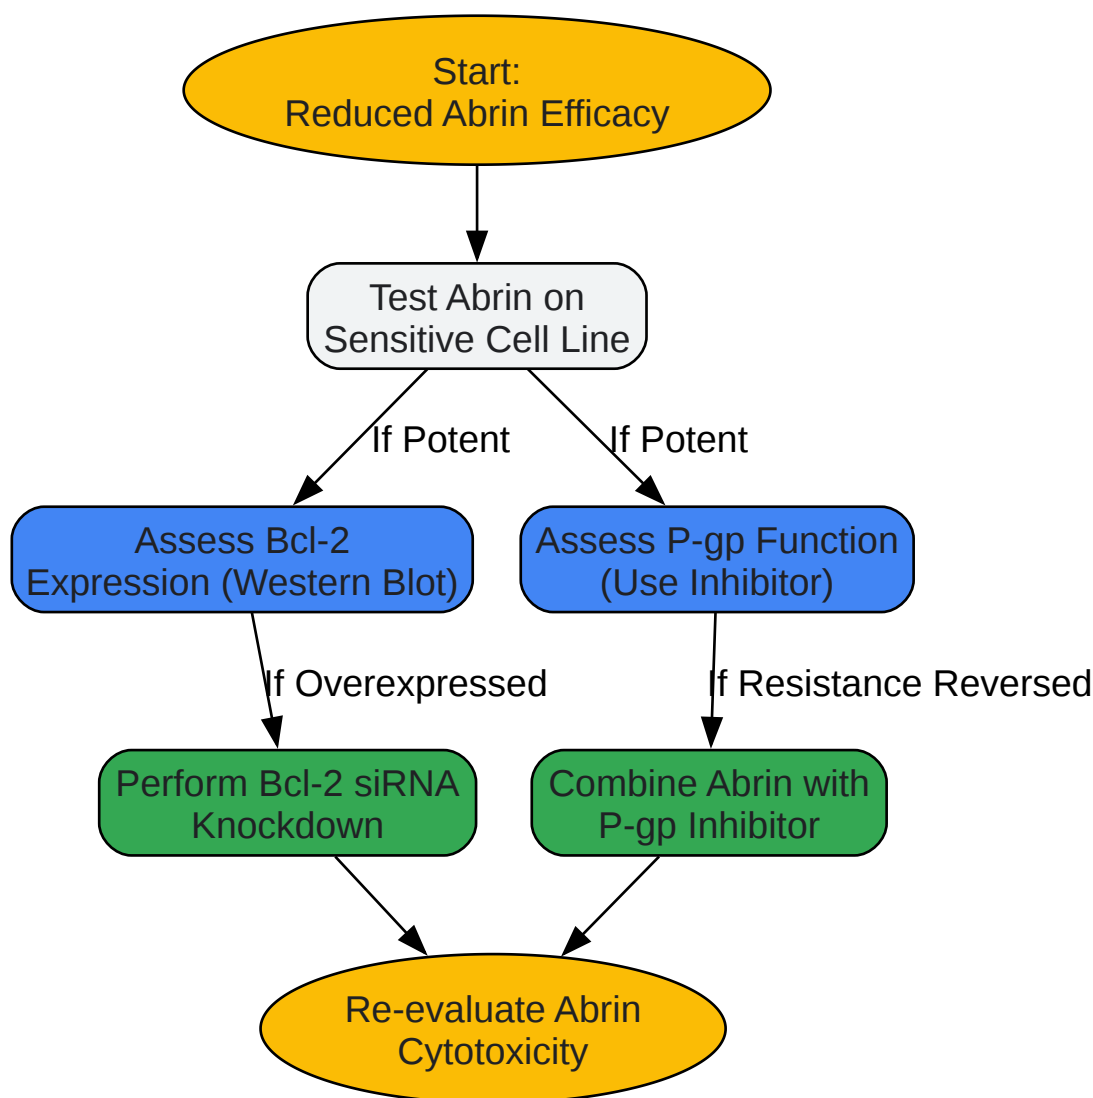 Start:
Reduced Abrin Efficacy
Test Abrin on
Sensitive Cell Line
If Potent
If Potent
Assess Bcl-2
Expression (Western Blot)
Assess P-gp Function
(Use Inhibitor)
If Overexpressed
If Resistance Reversed
Perform Bcl-2 siRNA
Knockdown
Combine Abrin with
P-gp Inhibitor
Re-evaluate Abrin
Cytotoxicity